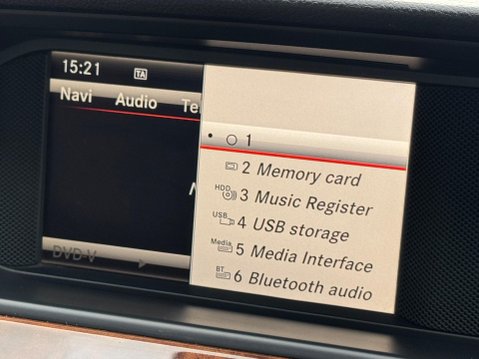 15:21 TA
Navi Audio Te
1
2 Memory card
HDD 3 Music Register
USB 4 USB storage
Media 5 Media Interface
BT 6 Bluetooth audio
DVD-V